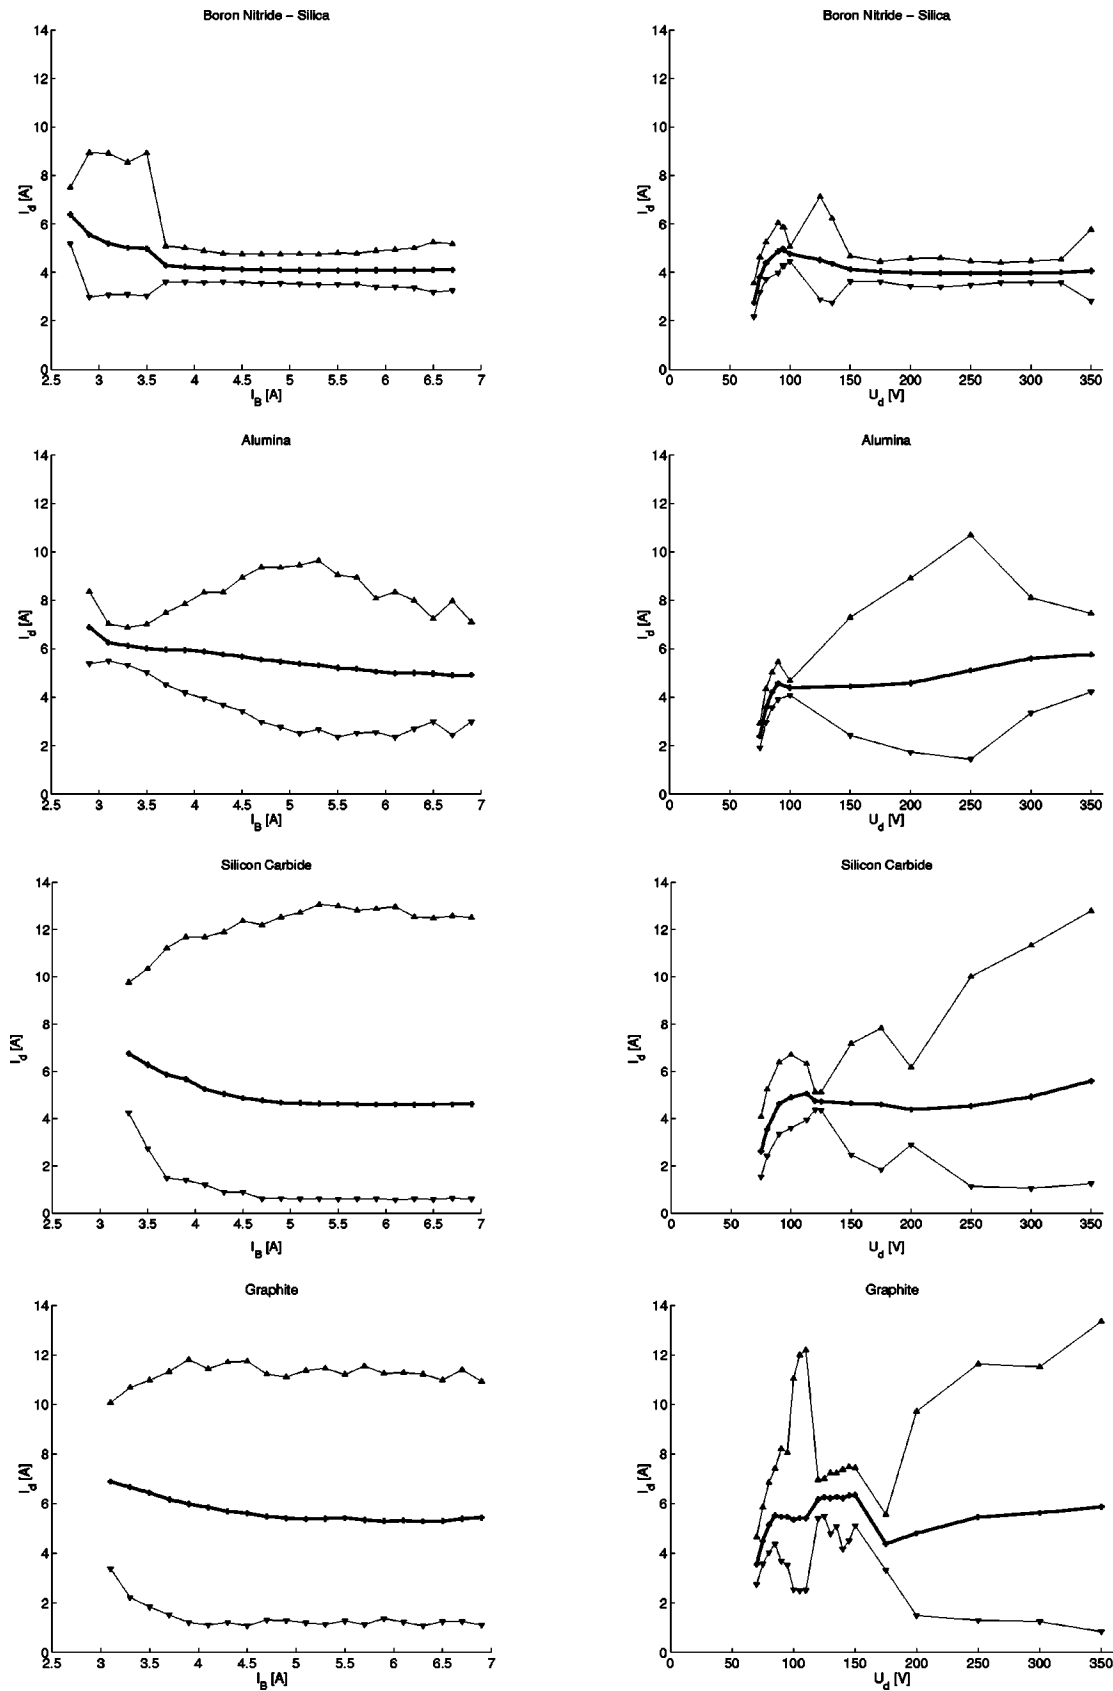 Boron Nitride – Silica
14
12
10
8
6
4
2
0
I_d [A]
2.5 3 3.5 4 4.5 5 5.5 6 6.5 7
I_B [A]
Boron Nitride – Silica
14
12
10
8
6
4
2
0
I_d [A]
0 50 100 150 200 250 300 350
U_d [V]
Alumina
14
12
10
8
6
4
2
0
I_d [A]
2.5 3 3.5 4 4.5 5 5.5 6 6.5 7
I_B [A]
Alumina
14
12
10
8
6
4
2
0
I_d [A]
0 50 100 150 200 250 300 350
U_d [V]
Silicon Carbide
14
12
10
8
6
4
2
0
I_d [A]
2.5 3 3.5 4 4.5 5 5.5 6 6.5 7
I_B [A]
Silicon Carbide
14
12
10
8
6
4
2
0
I_d [A]
0 50 100 150 200 250 300 350
U_d [V]
Graphite
14
12
10
8
6
4
2
0
I_d [A]
2.5 3 3.5 4 4.5 5 5.5 6 6.5 7
I_B [A]
Graphite
14
12
10
8
6
4
2
0
I_d [A]
0 50 100 150 200 250 300 350
U_d [V]